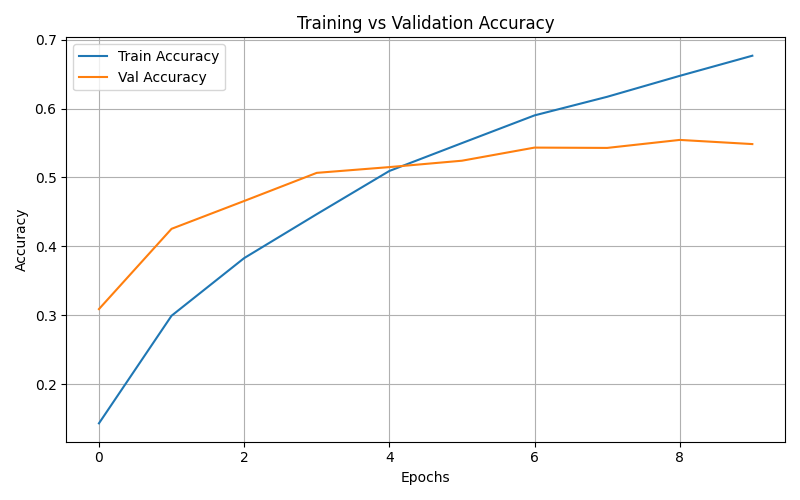 Training vs Validation Accuracy
Train Accuracy
Val Accuracy
0.7
0.6
0.5
0.4
0.3
0.2
Accuracy
0 2 4 6 8
Epochs